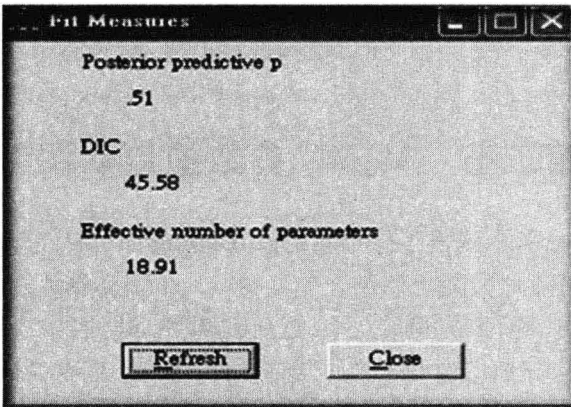 Fit Measures
Posterior predictive p
.51
DIC
45.58
Effective number of parameters
18.91
Refresh
Close